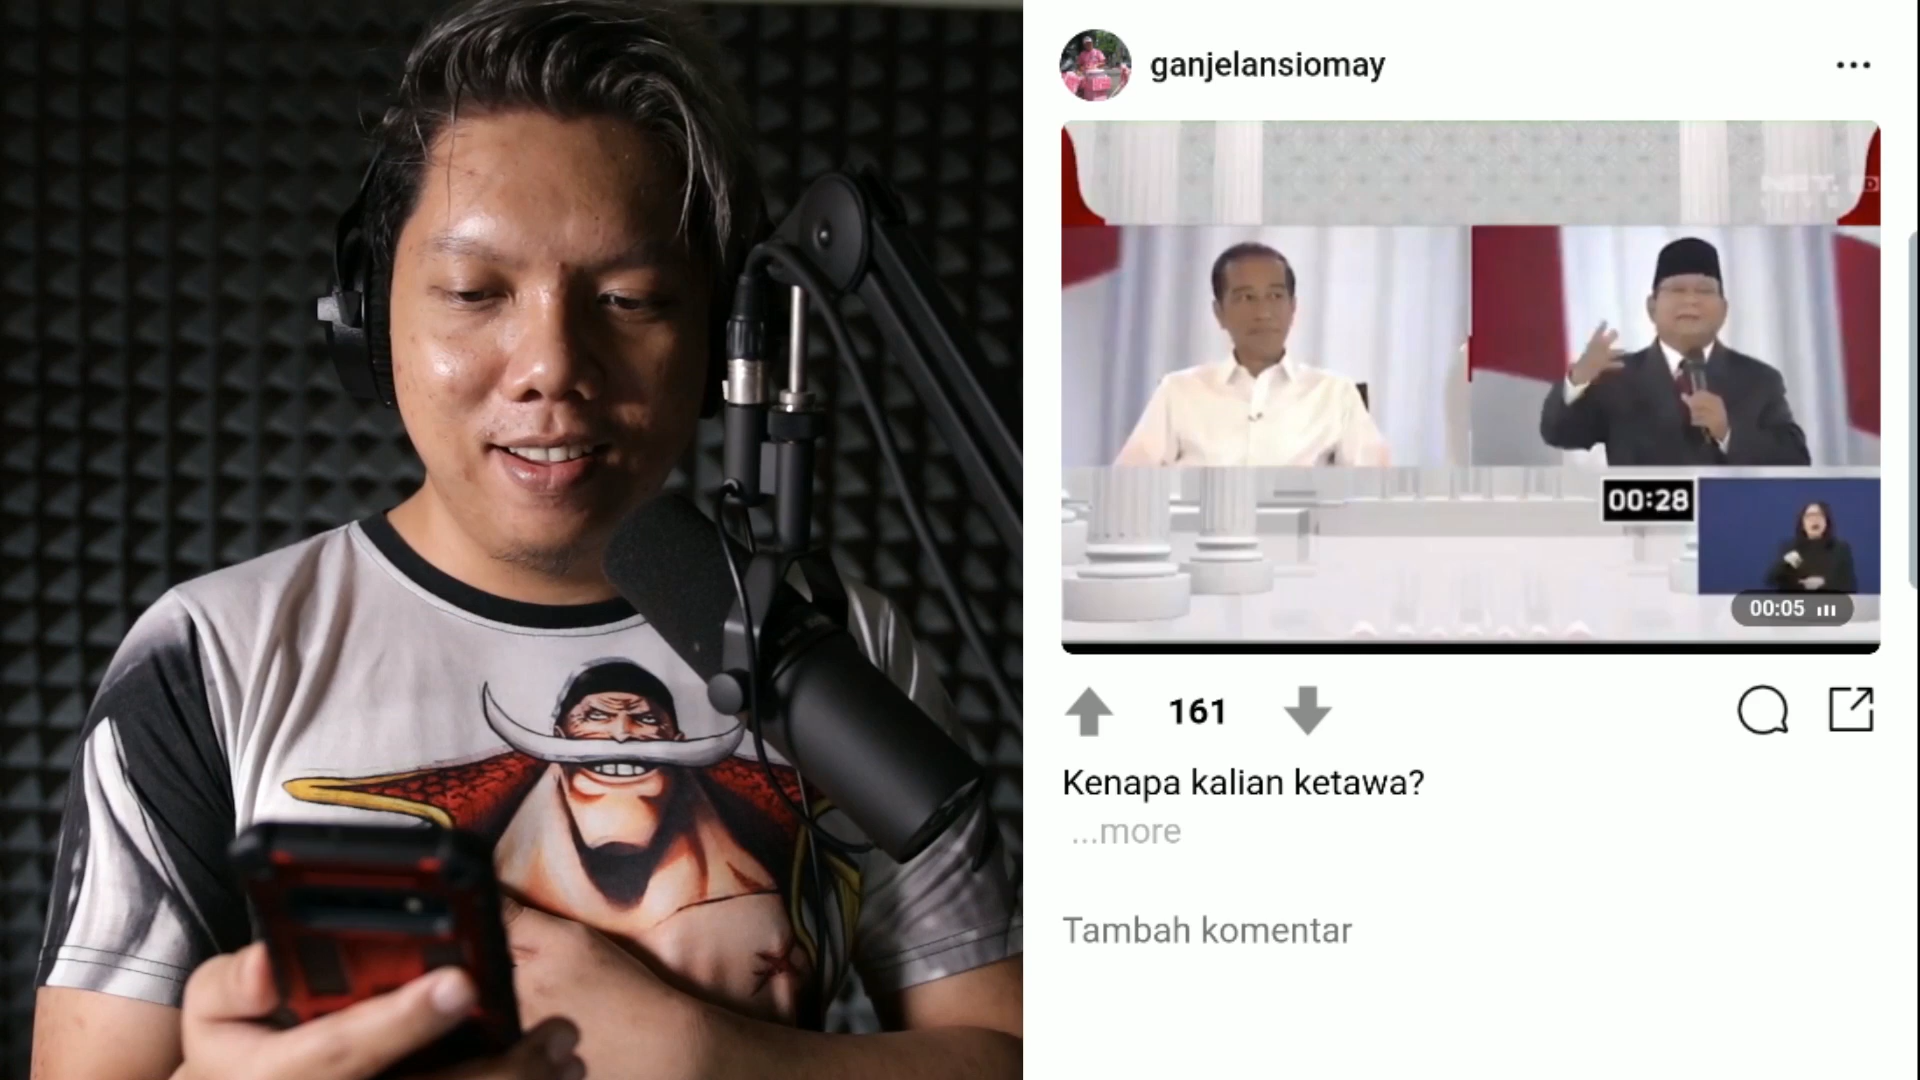 ganjelansiomay
00:28
00:05
161
Kenapa kalian ketawa?
...more
Tambah komentar